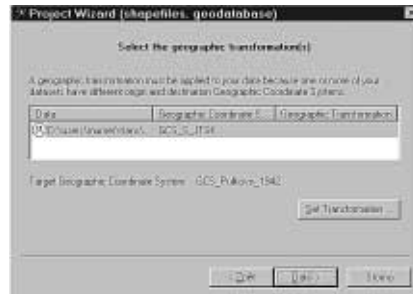 Project Wizard (shapefiles, geodatabase)
Select the geographic transformation(s)
A geographic transformation must be applied to your data because one or more of your
datasets have different origin and destination Geographic Coordinate Systems.
Data Geographic Coordinate S... Geographic Transformation
GCS_S_JTSK
Target Geographic Coordinate System: GCS_Pulkovo_1942
Set Transformation ...